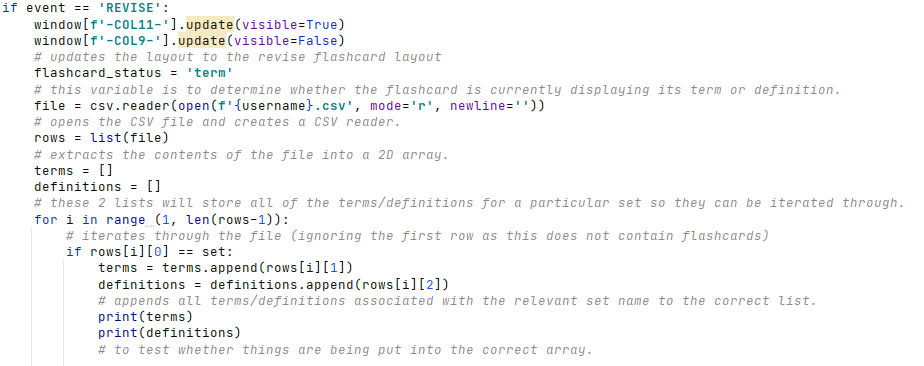 if event == 'REVISE':
    window[f'-COL11-'].update(visible=True)
    window[f'-COL9-'].update(visible=False)
    # updates the layout to the revise flashcard layout
    flashcard_status = 'term'
    # this variable is to determine whether the flashcard is currently displaying its term or definition.
    file = csv.reader(open(f'{username}.csv', mode='r', newline=''))
    # opens the CSV file and creates a CSV reader.
    rows = list(file)
    # extracts the contents of the file into a 2D array.
    terms = []
    definitions = []
    # these 2 lists will store all of the terms/definitions for a particular set so they can be iterated through.
    for i in range (1, len(rows-1)):
        # iterates through the file (ignoring the first row as this does not contain flashcards)
        if rows[i][0] == set:
            terms = terms.append(rows[i][1])
            definitions = definitions.append(rows[i][2])
            # appends all terms/definitions associated with the relevant set name to the correct list.
            print(terms)
            print(definitions)
            # to test whether things are being put into the correct array.